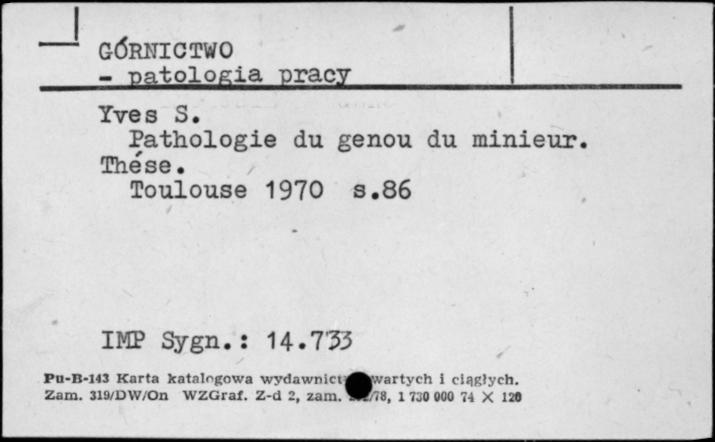 GÓRNICTWO
- patologia pracy
Yves S.
Pathologie du genou du minieur.
Thése.
Toulouse 1970 s.86
IMP Sygn.: 14.733
Pu-B-143 Karta katalogowa wydawnict wartych i ciągłych.
Zam. 319/DW/On WZGraf. Z-d 2, zam. /78, 1 730 000 74 X 120